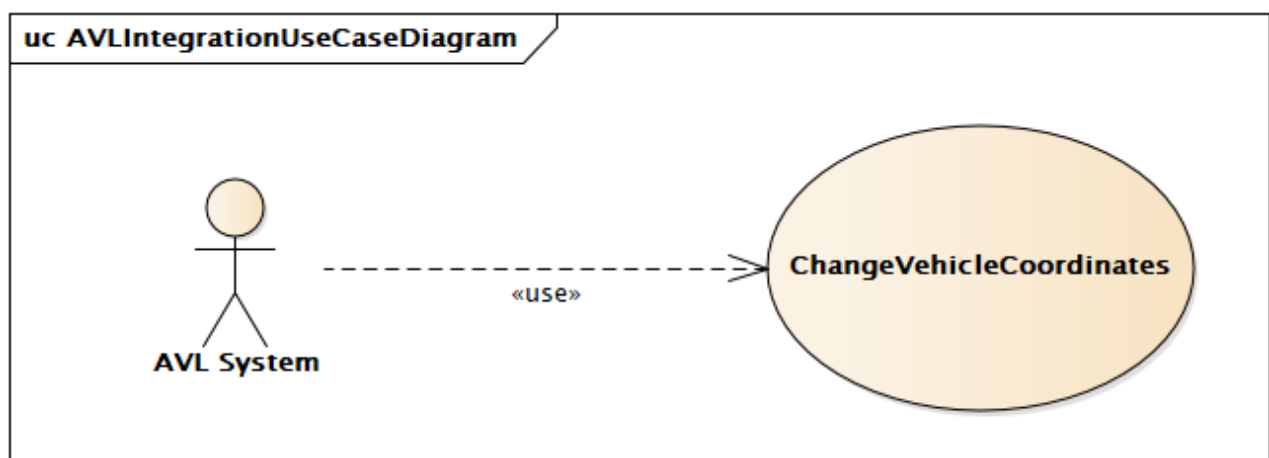 uc AVLIntegrationUseCaseDiagram
ChangeVehicleCoordinates
«use»
AVL System